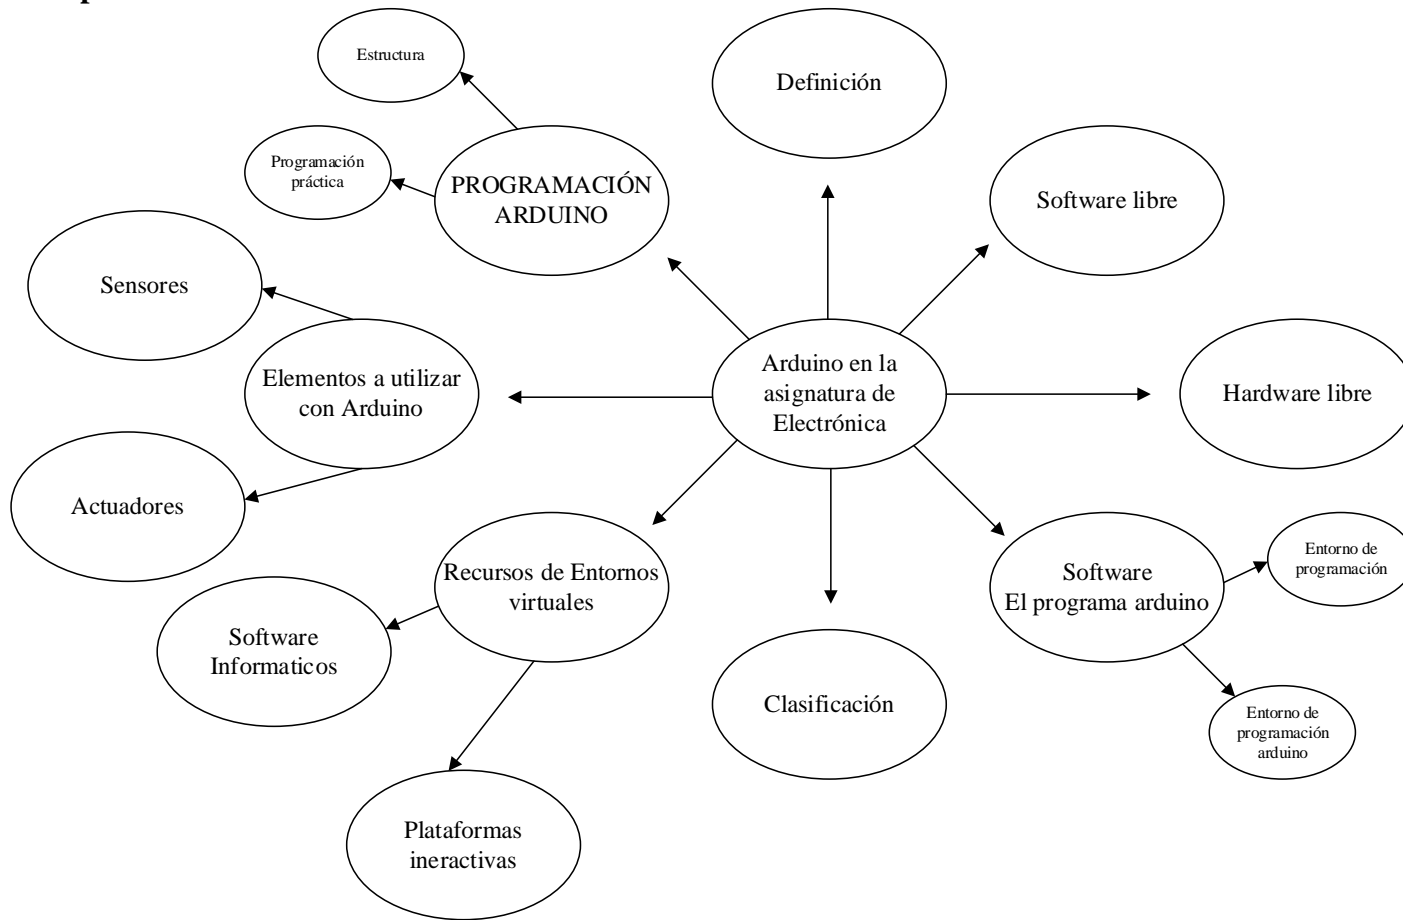 Estructura
Definición
Programación
práctica
PROGRAMACIÓN
ARDUINO
Software libre
Sensores
Elementos a utilizar
con Arduino
Arduino en la
asignatura de
Electrónica
Hardware libre
Actuadores
Recursos de Entornos
virtuales
Software
El programa arduino
Entorno de
programación
Software
Informaticos
Clasificación
Entorno de
programación
arduino
Plataformas
ineractivas